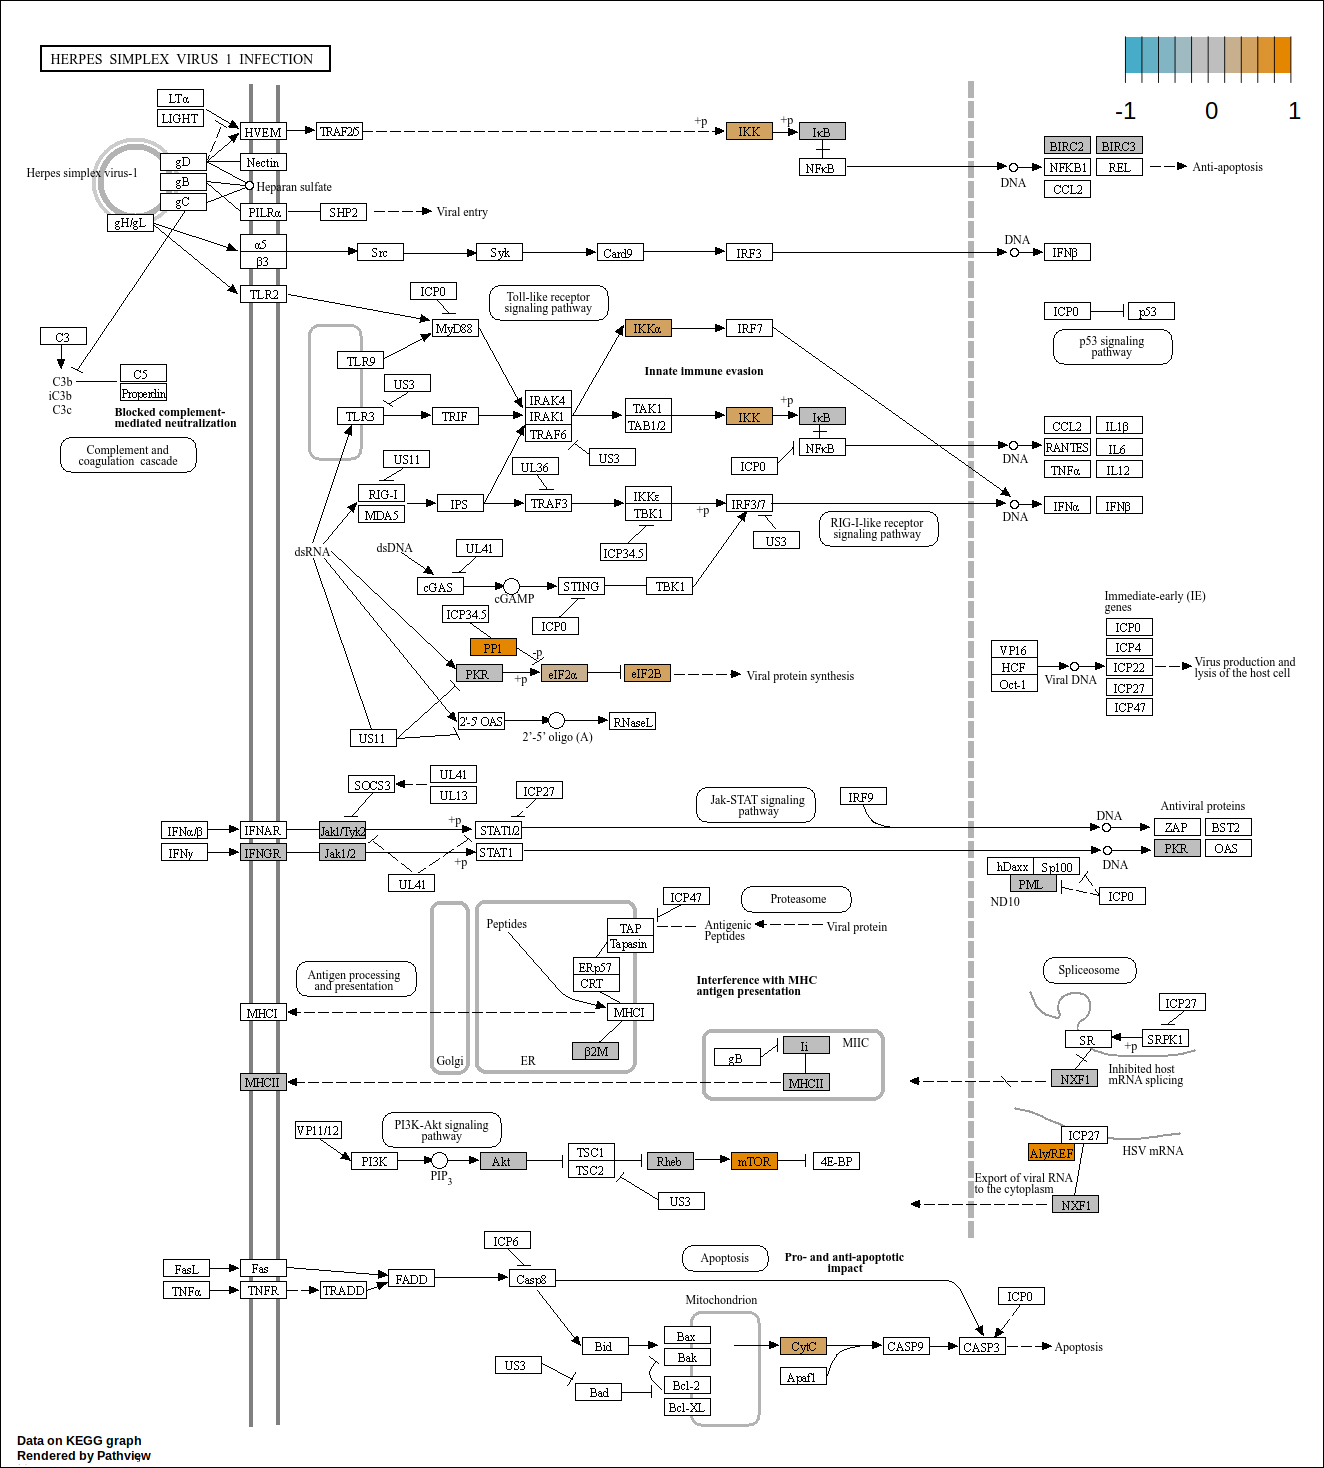 HERPES SIMPLEX VIRUS 1 INFECTION
-1 0 1
LTα
LIGHT
HVEM
TRAF2/5
+p
IKK
+p
IκB
NFκB
BIRC2 BIRC3
NFKB1 REL
CCL2
DNA
Anti-apoptosis
Herpes simplex virus-1
gD
gB
gC
gH/gL
Nectin
Heparan sulfate
PILRα
SHP2
Viral entry
α5
β3
Src
Syk
Card9
IRF3
DNA
IFNβ
TLR2
ICP0
Toll-like receptor
signaling pathway
MyD88
IKKα
IRF7
ICP0
p53
p53 signaling
pathway
C3
C3b
iC3b
C3c
C5
Properdin
Blocked complement-
mediated neutralization
Complement and
coagulation cascade
TLR9
US3
TLR3
TRIF
IRAK4
IRAK1
TRAF6
US3
Innate immune evasion
TAK1
TAB1/2
IKK
+p
IκB
NFκB
ICP0
DNA
CCL2 IL1β
RANTES IL6
TNFα IL12
US11
RIG-I
MDA5
IPS
UL36
TRAF3
IKKε
TBK1
+p
IRF3/7
ICP34.5
US3
RIG-I-like receptor
signaling pathway
DNA
IFNα IFNβ
dsRNA
dsDNA
UL41
cGAS
cGAMP
STING
TBK1
ICP0
ICP34.5
PP1
-p
PKR
+p
eIF2α
eIF2B
Viral protein synthesis
Immediate-early (IE)
genes
ICP0
ICP4
ICP22
ICP27
ICP47
VP16
HCF
Oct-1
Viral DNA
Virus production and
lysis of the host cell
US11
2'-5' OAS
2'-5' oligo (A)
RNaseL
SOCS3
UL41
UL13
ICP27
Jak-STAT signaling
pathway
IRF9
IFNα/β
IFNAR
Jak1/Tyk2
+p
STAT1/2
DNA
Antiviral proteins
ZAP BST2
IFNγ
IFNGR
Jak1/2
+p
STAT1
DNA
PKR OAS
UL41
hDaxx Sp100
PML
ND10
ICP0
Peptides
TAP
Tapasin
ICP47
Antigenic
Peptides
Proteasome
Viral protein
ERp57
CRT
Antigen processing
and presentation
Interference with MHC
antigen presentation
MHCI
MHCI
β2M
Golgi
ER
MHCII
gB
Ii
MIIC
MHCII
Spliceosome
ICP27
SR
+p
SRPK1
NXF1
Inhibited host
mRNA splicing
VP11/12
PI3K-Akt signaling
pathway
PI3K
PIP3
Akt
TSC1
TSC2
US3
Rheb
mTOR
4E-BP
ICP27
Aly/REF
HSV mRNA
Export of viral RNA
to the cytoplasm
NXF1
FasL
Fas
TNFα
TNFR
TRADD
FADD
ICP6
Casp8
Apoptosis
Pro- and anti-apoptotic
impact
Mitochondrion
ICP0
Bid
Bax
Bak
Bcl-2
Bcl-XL
US3
Bad
CytC
Apaf1
CASP9
CASP3
Apoptosis
Data on KEGG graph
Rendered by Pathview